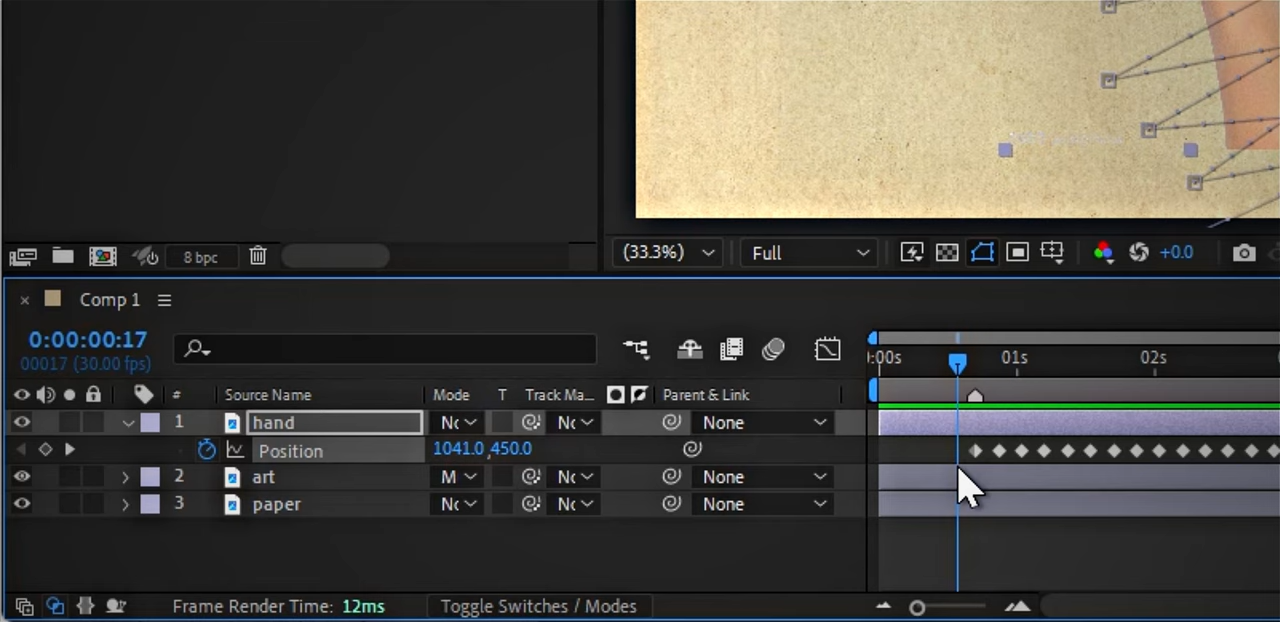 8 bpc
(33.3%) Full +0.0
Comp 1
0:00:00:17
00017 (30.00 fps)
:00s 01s 02s
# Source Name Mode T Track Ma... Parent & Link
1 hand Nc Nc None
Position 1041.0,450.0
2 art M Nc None
3 paper Nc Nc None
Frame Render Time: 12ms Toggle Switches / Modes